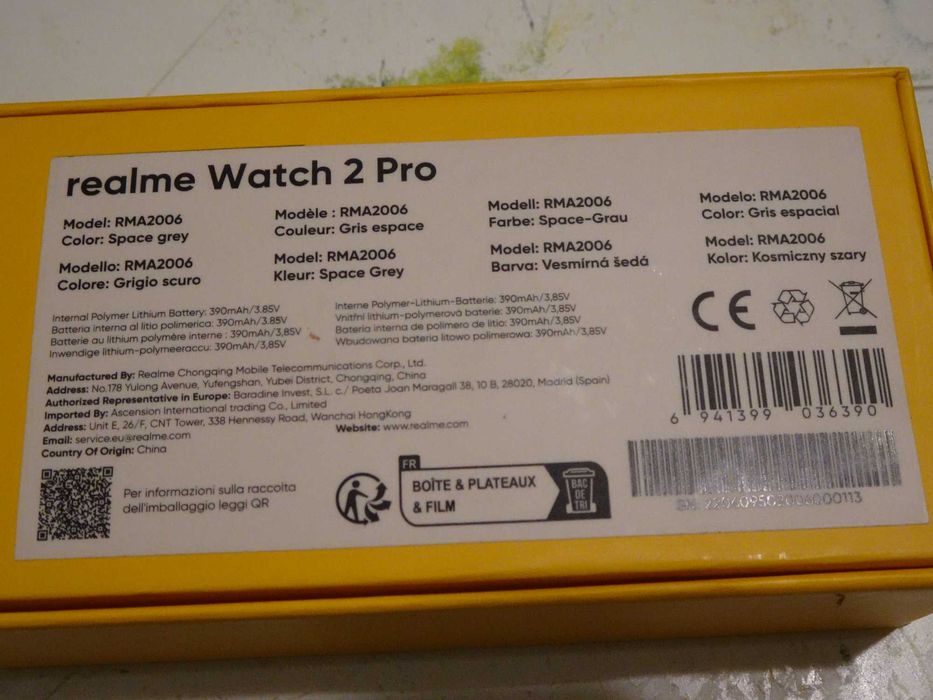 realme Watch 2 Pro
Model: RMA2006
Color: Space grey
Modèle : RMA2006
Couleur: Gris espace
Modell: RMA2006
Farbe: Space-Grau
Modelo: RMA2006
Color: Gris espacial
Modello: RMA2006
Colore: Grigio scuro
Model: RMA2006
Kleur: Space Grey
Model: RMA2006
Barva: Vesmírná šedá
Model: RMA2006
Kolor: Kosmiczny szary
Internal Polymer Lithium Battery: 390mAh/3,85V
Batteria interna al litio polimerica: 390mAh/3.85V
Batterie au lithium polymère interne : 390mAh/3,85V
Inwendige lithium-polymeeraccu: 390mAh/3,85V
Interne Polymer-Lithium-Batterie: 390mAh/3,85V
Vnitřní lithium-polymerová baterie: 390mAh/3,85V
Batería interna de polímero de litio: 390mAh/3,85V
Wbudowana bateria litowo polimerowa: 390mAh/3,85V
CE
Manufactured By: Realme Chongqing Mobile Telecommunications Corp., Ltd.
Address: No.178 Yulong Avenue, Yufengshan, Yubei District, Chongqing, China
Authorized Representative in Europe: Baradine Invest, S.L. c/ Poeta Joan Maragall 38, 10 B, 28020, Madrid (Spain)
Imported By: Ascension International trading Co., Limited
Address: Unit E, 26/F, CNT Tower, 338 Hennessy Road, Wanchai HongKong
Email: service.eu@realme.com
Website: www.realme.com
Country Of Origin: China
6 941399 036390
Per informazioni sulla raccolta
dell'imballaggio leggi QR
FR
BOÎTE & PLATEAUX
& FILM
BAC
DE
TRI
SN: